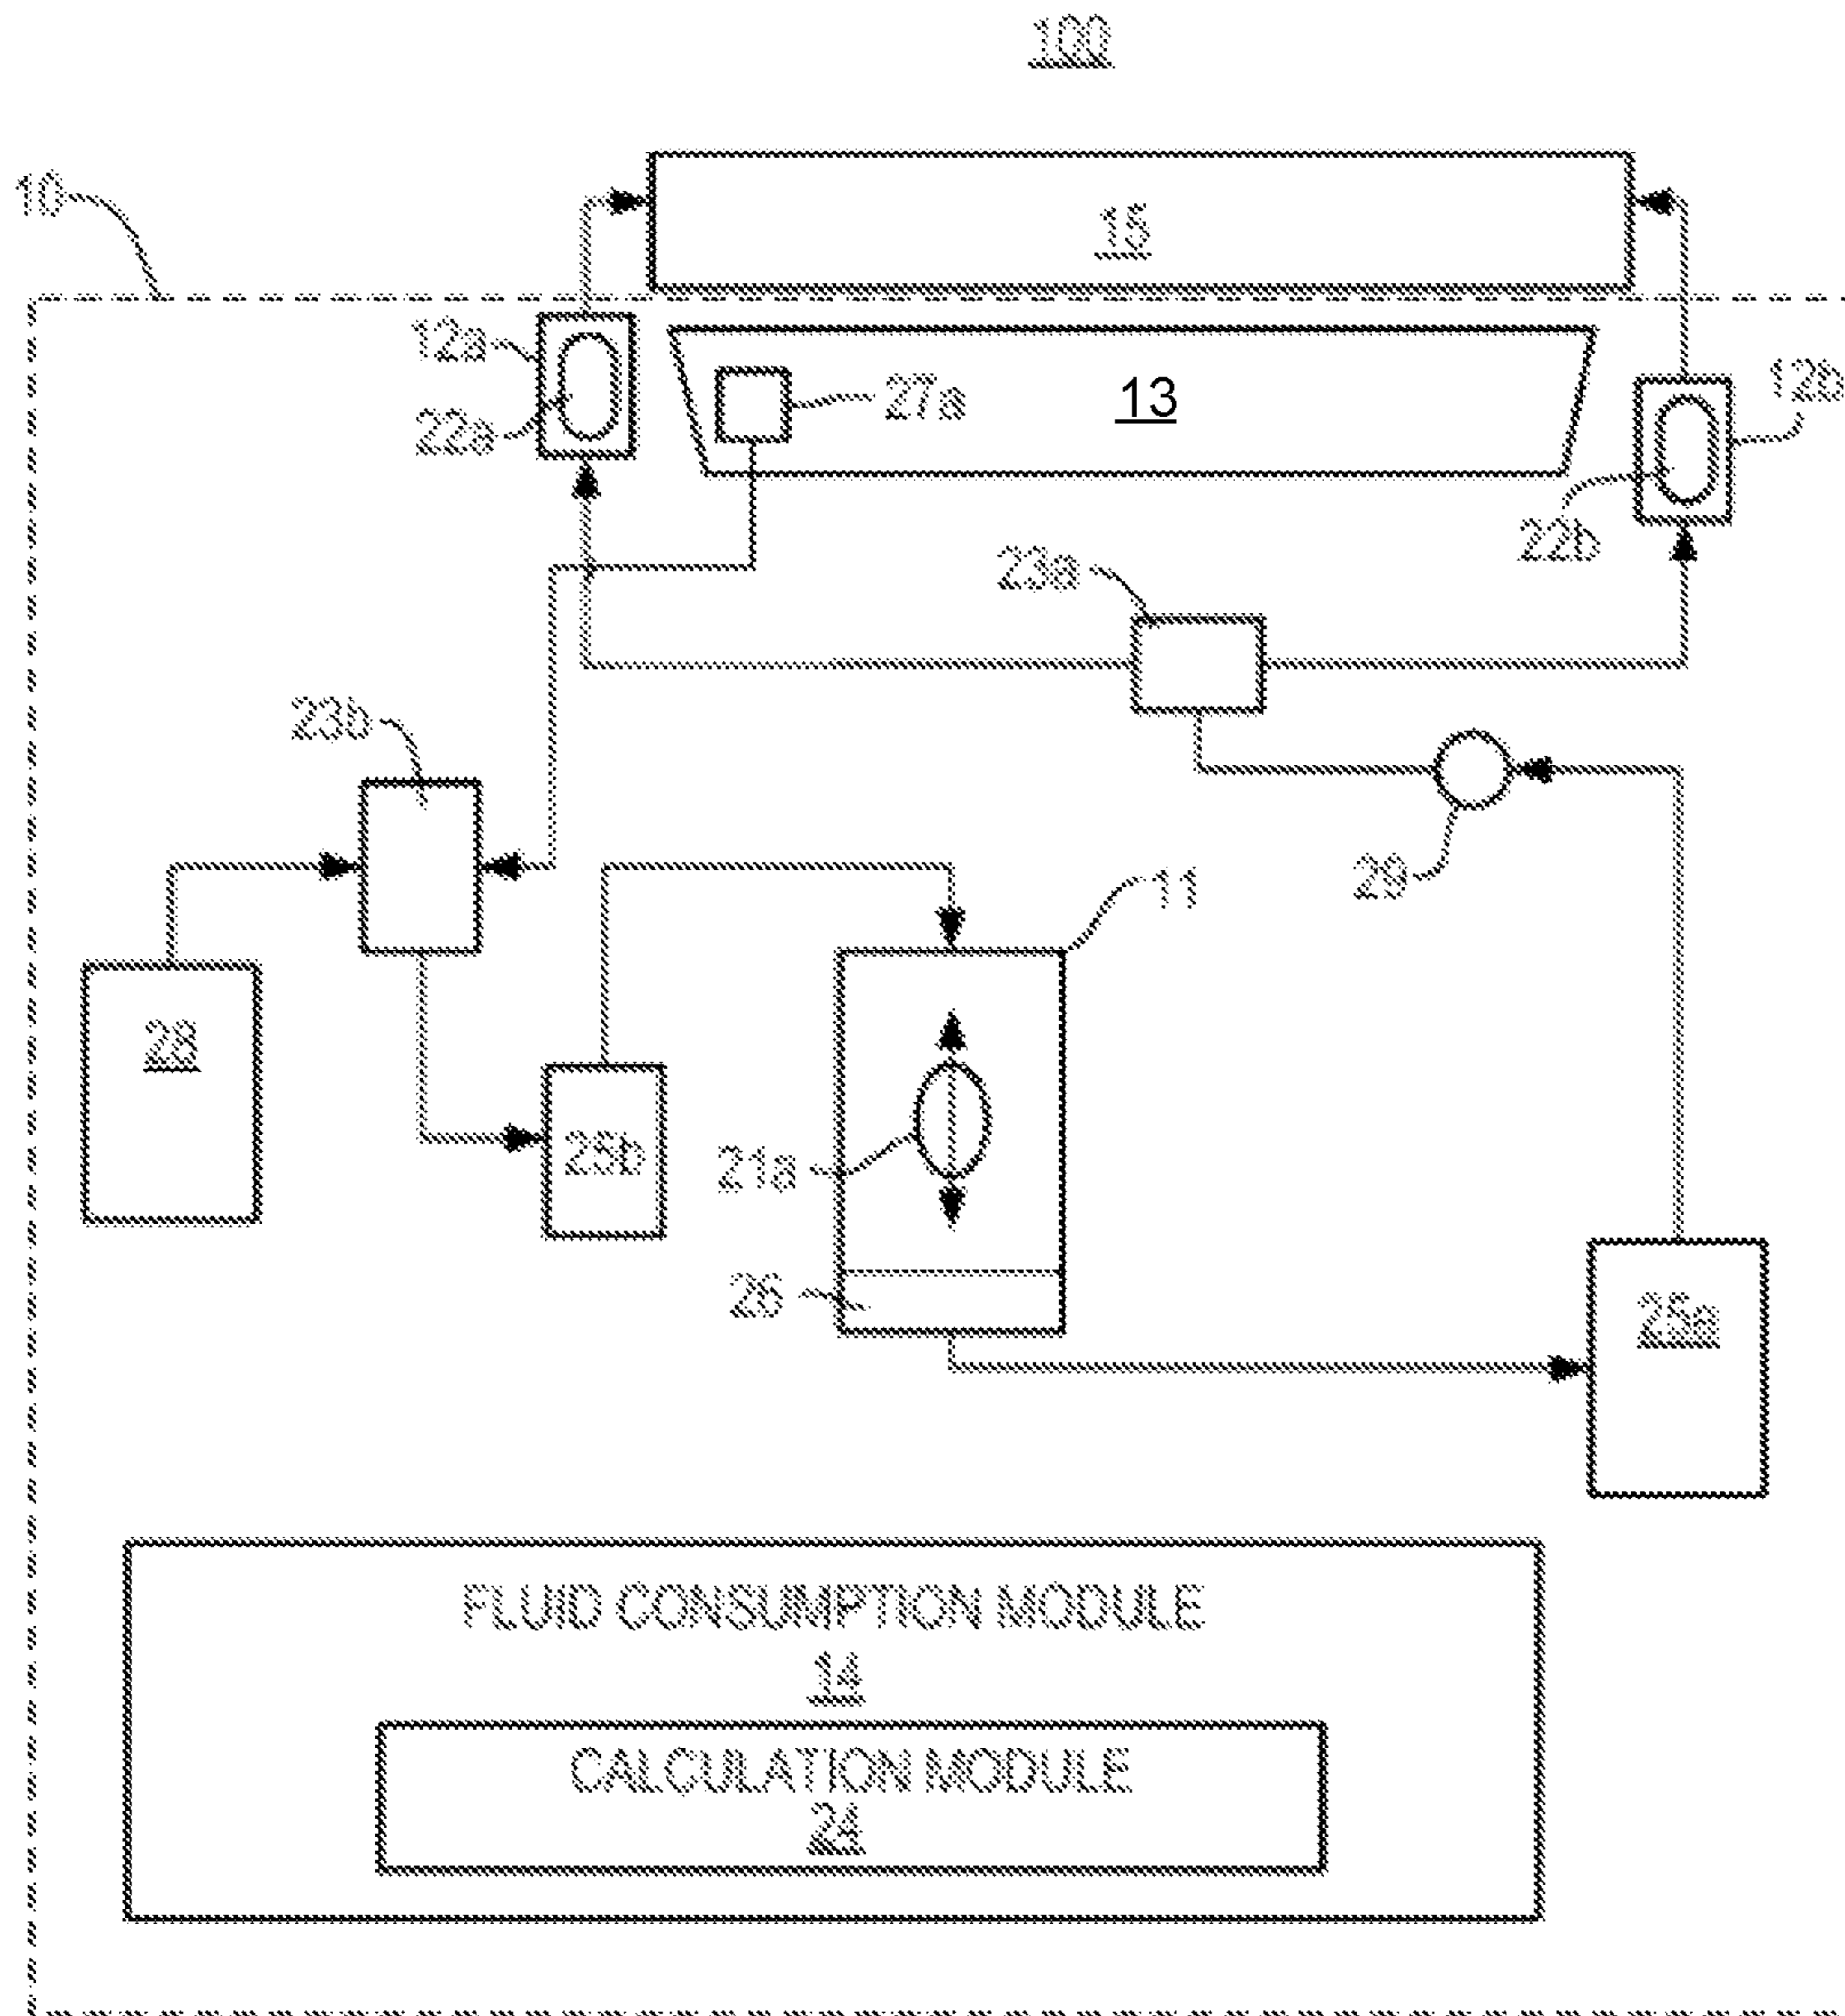 100
10
15
12a
22a
27a
13
12b
22b
23a
23b
29
11
28
25b
21a
26
25a
FLUID CONSUMPTION MODULE
14
CALCULATION MODULE
24